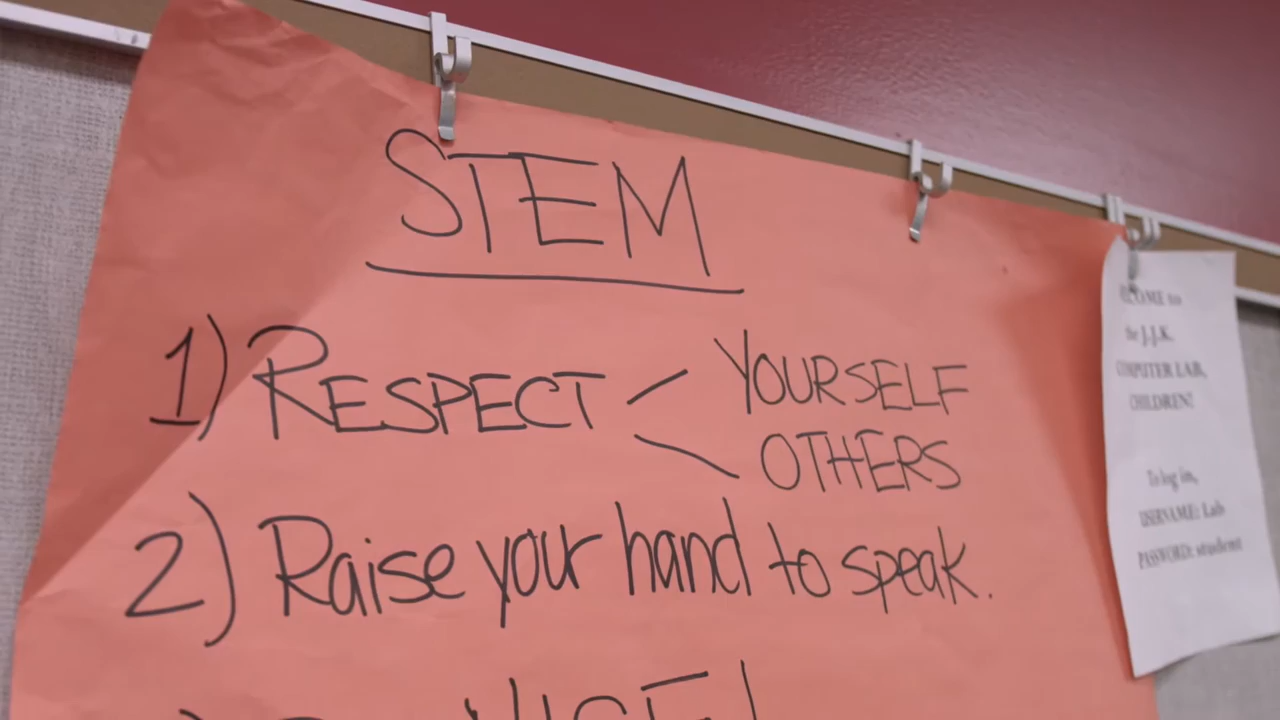 STEM
1) RESPECT < YOURSELF
OTHERS
2) Raise your hand to speak.
the J.J.K.
COMPUTER LAB,
CHILDREN!
To log in,
USERNAME: Lab
PASSWORD: student